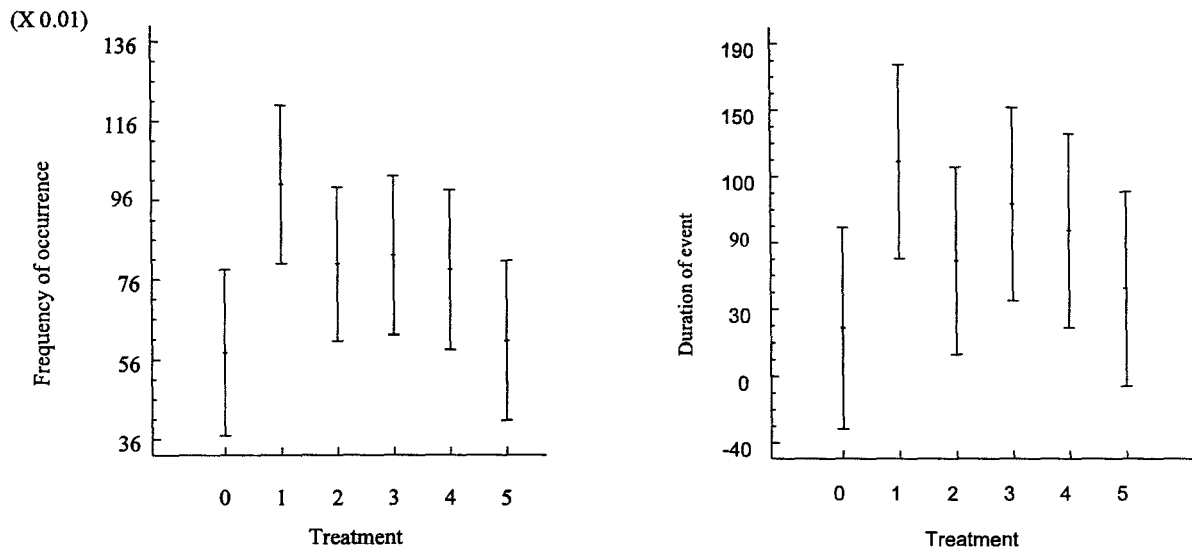 (X 0.01)
136
116
96
76
56
36
Frequency of occurrence
0 1 2 3 4 5
Treatment
190
150
100
90
30
0
-40
Duration of event
0 1 2 3 4 5
Treatment